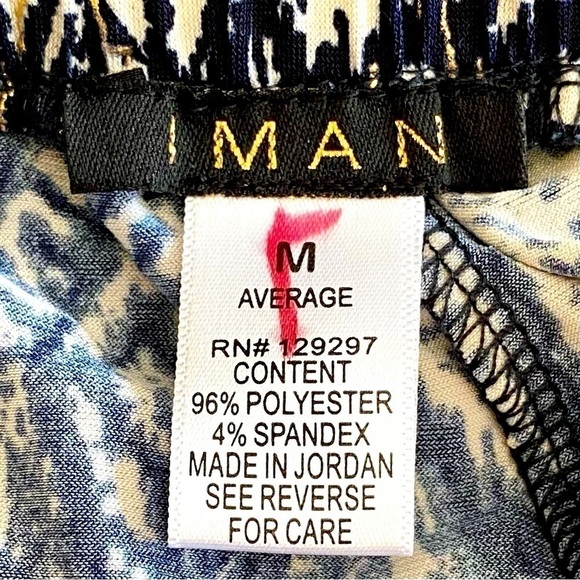 IMAN
M
AVERAGE
RN# 129297
CONTENT
96% POLYESTER
4% SPANDEX
MADE IN JORDAN
SEE REVERSE
FOR CARE